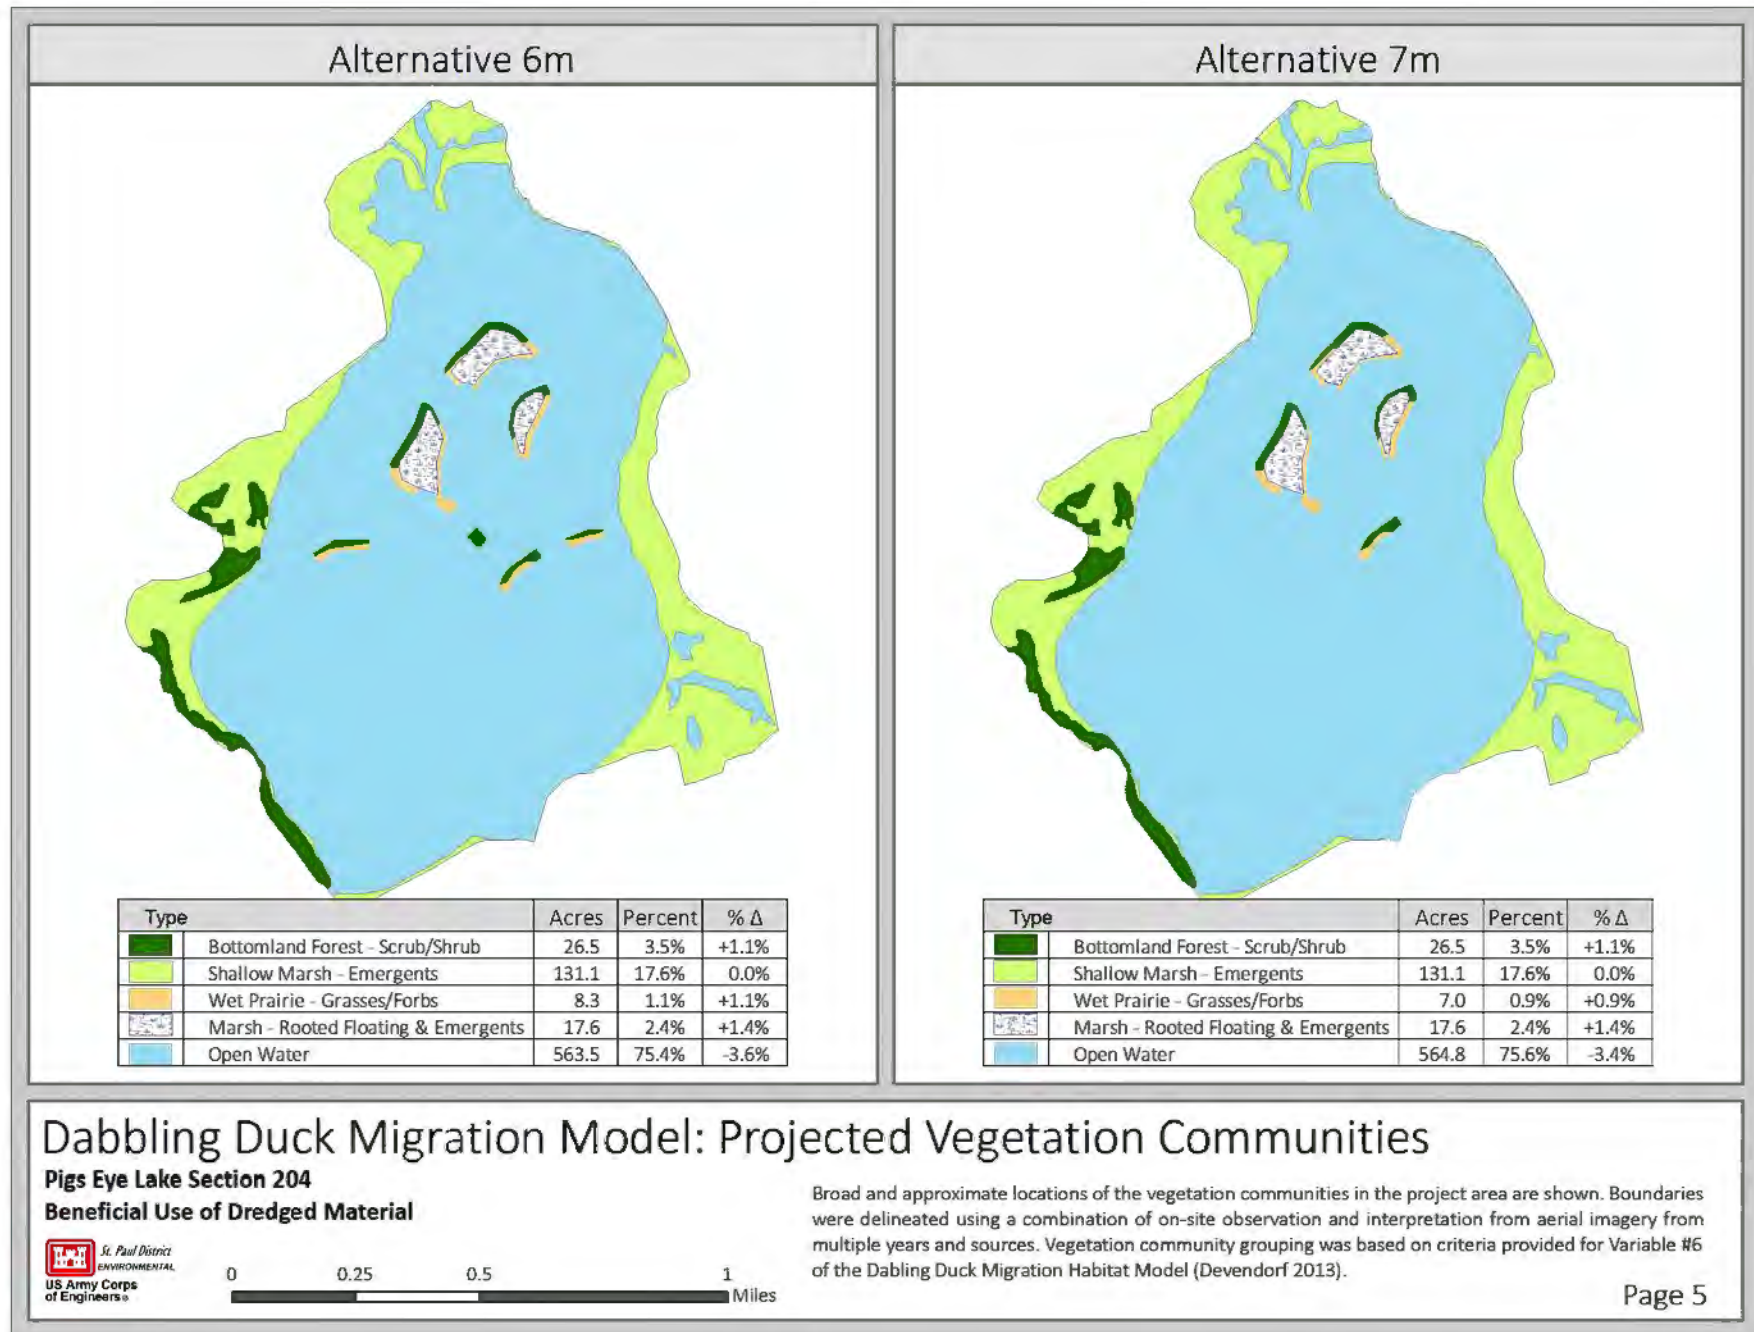 Alternative 6m
Type Acres Percent % Δ
Bottomland Forest - Scrub/Shrub 26.5 3.5% +1.1%
Shallow Marsh - Emergents 131.1 17.6% 0.0%
Wet Prairie - Grasses/Forbs 8.3 1.1% +1.1%
Marsh - Rooted Floating & Emergents 17.6 2.4% +1.4%
Open Water 563.5 75.4% -3.6%
Alternative 7m
Type Acres Percent % Δ
Bottomland Forest - Scrub/Shrub 26.5 3.5% +1.1%
Shallow Marsh - Emergents 131.1 17.6% 0.0%
Wet Prairie - Grasses/Forbs 7.0 0.9% +0.9%
Marsh - Rooted Floating & Emergents 17.6 2.4% +1.4%
Open Water 564.8 75.6% -3.4%
Dabbling Duck Migration Model: Projected Vegetation Communities
Pigs Eye Lake Section 204
Beneficial Use of Dredged Material
St. Paul District
ENVIRONMENTAL
US Army Corps
of Engineers®
0 0.25 0.5 1
Miles
Broad and approximate locations of the vegetation communities in the project area are shown. Boundaries
were delineated using a combination of on-site observation and interpretation from aerial imagery from
multiple years and sources. Vegetation community grouping was based on criteria provided for Variable #6
of the Dabling Duck Migration Habitat Model (Devendorf 2013).
Page 5